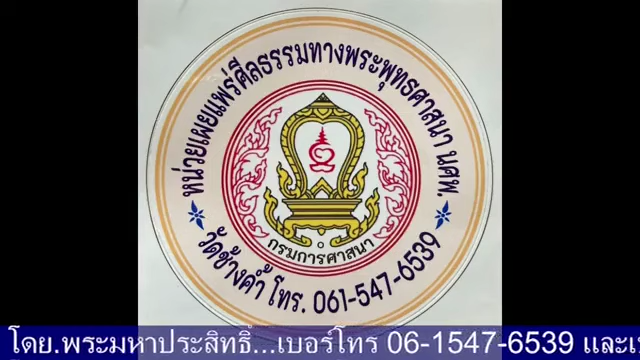 หน่วยเผยแพร่ศีลธรรมทางพระพุทธศาสนา นศพ.
กรมการศาสนา
วัดช้างค้ำ โทร. 061-547-6539
โดย.พระมหาประสิทธิ์...เบอร์โทร 06-1547-6539 และเ